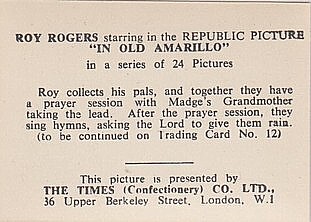 ROY ROGERS starring in the REPUBLIC PICTURE
"IN OLD AMARILLO"
in a series of 24 Pictures
Roy collects his pals, and together they have
a prayer session with Madge's Grandmother
taking the lead. After the prayer session, they
sing hymns, asking the Lord to give them rain.
(to be continued on Trading Card No. 12)
This picture is presented by
THE TIMES (Confectionery) CO. LTD.,
36 Upper Berkeley Street, London, W.1